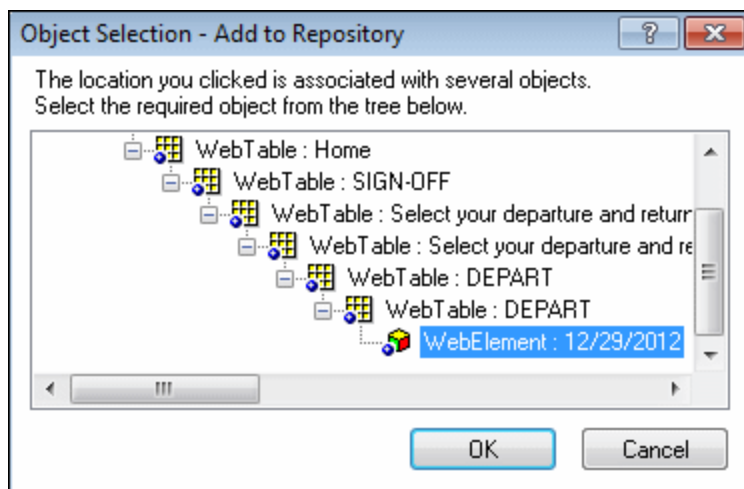 Object Selection - Add to Repository
The location you clicked is associated with several objects.
Select the required object from the tree below.
WebTable : Home
WebTable : SIGN-OFF
WebTable : Select your departure and return
WebTable : Select your departure and re
WebTable : DEPART
WebTable : DEPART
WebElement : 12/29/2012
OK Cancel